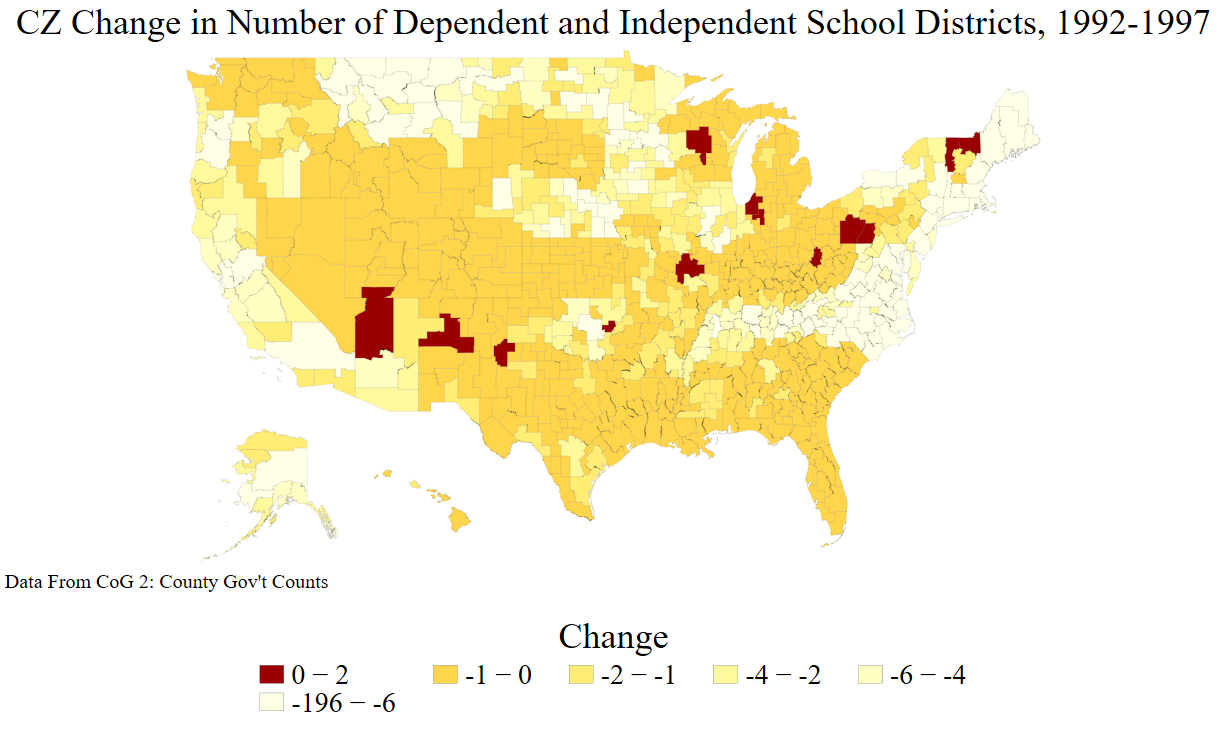 CZ Change in Number of Dependent and Independent School Districts, 1992-1997
Data From CoG 2: County Gov't Counts
Change
0 − 2 -1 − 0 -2 − -1 -4 − -2 -6 − -4
-196 − -6